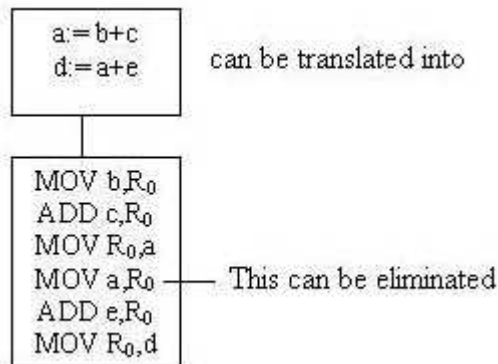 a:= b+c
d:= a+e
can be translated into
MOV b,R₀
ADD c,R₀
MOV R₀,a
MOV a,R₀
This can be eliminated
ADD e,R₀
MOV R₀,d